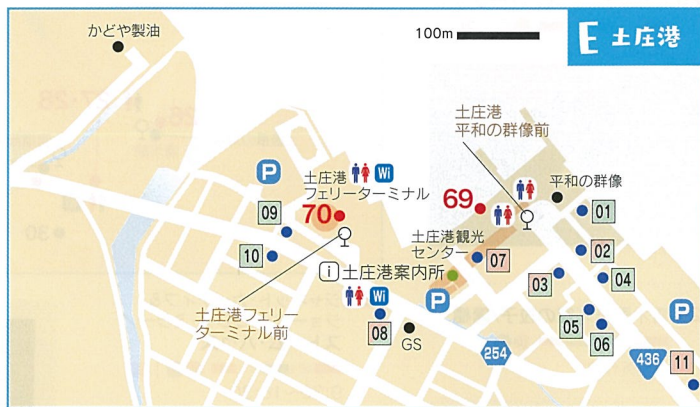 かどや製油
100m
E 土庄港
土庄港
平和の群像前
P
土庄港
フェリーターミナル
Wi
70
69
平和の群像
09
01
10
土庄港観光
センター
07
02
i 土庄港案内所
03
04
Wi
P
土庄港フェリー
ターミナル前
08
GS
05
06
P
254
436
11